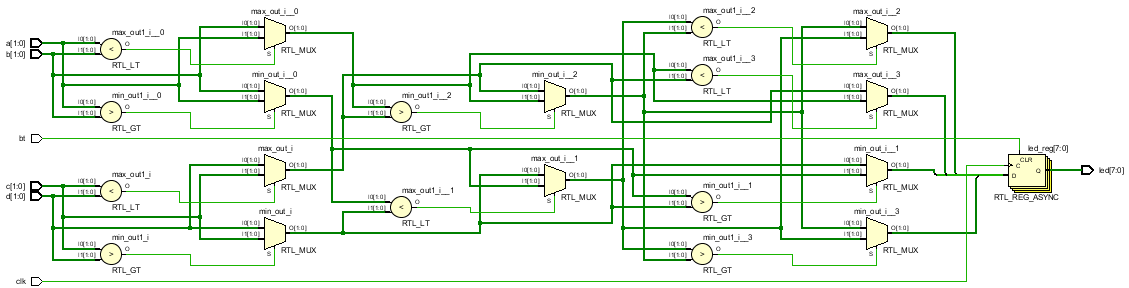 max_out_i__0
max_out1_i__0
I0[1:0]
I1[1:0]
O[1:0]
I0[1:0]
I1[1:0]
O
S
RTL_MUX
RTL_LT
a[1:0]
b[1:0]
min_out_i__0
min_out1_i__0
I0[1:0]
I1[1:0]
O[1:0]
I0[1:0]
I1[1:0]
O
S
RTL_MUX
RTL_GT
bt
max_out_i
max_out1_i
I0[1:0]
I1[1:0]
O[1:0]
I0[1:0]
I1[1:0]
O
S
RTL_MUX
RTL_LT
c[1:0]
d[1:0]
min_out_i
min_out1_i
I0[1:0]
I1[1:0]
O[1:0]
I0[1:0]
I1[1:0]
O
S
RTL_MUX
RTL_GT
clk
min_out_i__2
min_out1_i__2
I0[1:0]
I1[1:0]
O[1:0]
I0[1:0]
I1[1:0]
O
S
RTL_MUX
RTL_GT
max_out_i__1
max_out1_i__1
I0[1:0]
I1[1:0]
O[1:0]
I0[1:0]
I1[1:0]
O
S
RTL_MUX
RTL_LT
max_out1_i__2
max_out_i__2
I0[1:0]
I1[1:0]
O
I0[1:0]
I1[1:0]
O[1:0]
S
RTL_LT
RTL_MUX
max_out1_i__3
max_out_i__3
I0[1:0]
I1[1:0]
O
I0[1:0]
I1[1:0]
O[1:0]
S
RTL_LT
RTL_MUX
min_out_i__1
min_out1_i__1
I0[1:0]
I1[1:0]
O[1:0]
I0[1:0]
I1[1:0]
O
S
RTL_MUX
RTL_GT
min_out_i__3
min_out1_i__3
I0[1:0]
I1[1:0]
O[1:0]
I0[1:0]
I1[1:0]
O
S
RTL_MUX
RTL_GT
led_reg[7:0]
CLR
C
D
Q
RTL_REG_ASYNC
led[7:0]